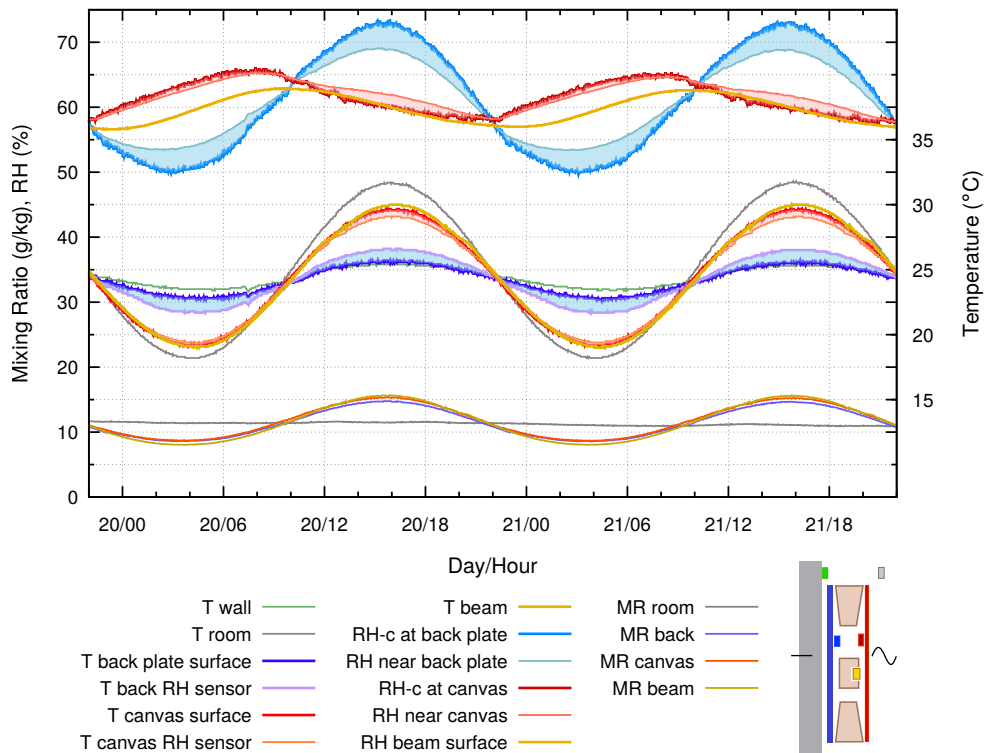 Mixing Ratio (g/kg), RH (%)
70
60
50
40
30
20
10
0
35
30
25
20
15
Temperature (°C)
20/00 20/06 20/12 20/18 21/00 21/06 21/12 21/18
Day/Hour
T wall T beam MR room
T room RH-c at back plate MR back
T back plate surface RH near back plate MR canvas
T back RH sensor RH-c at canvas MR beam
T canvas surface RH near canvas
T canvas RH sensor RH beam surface